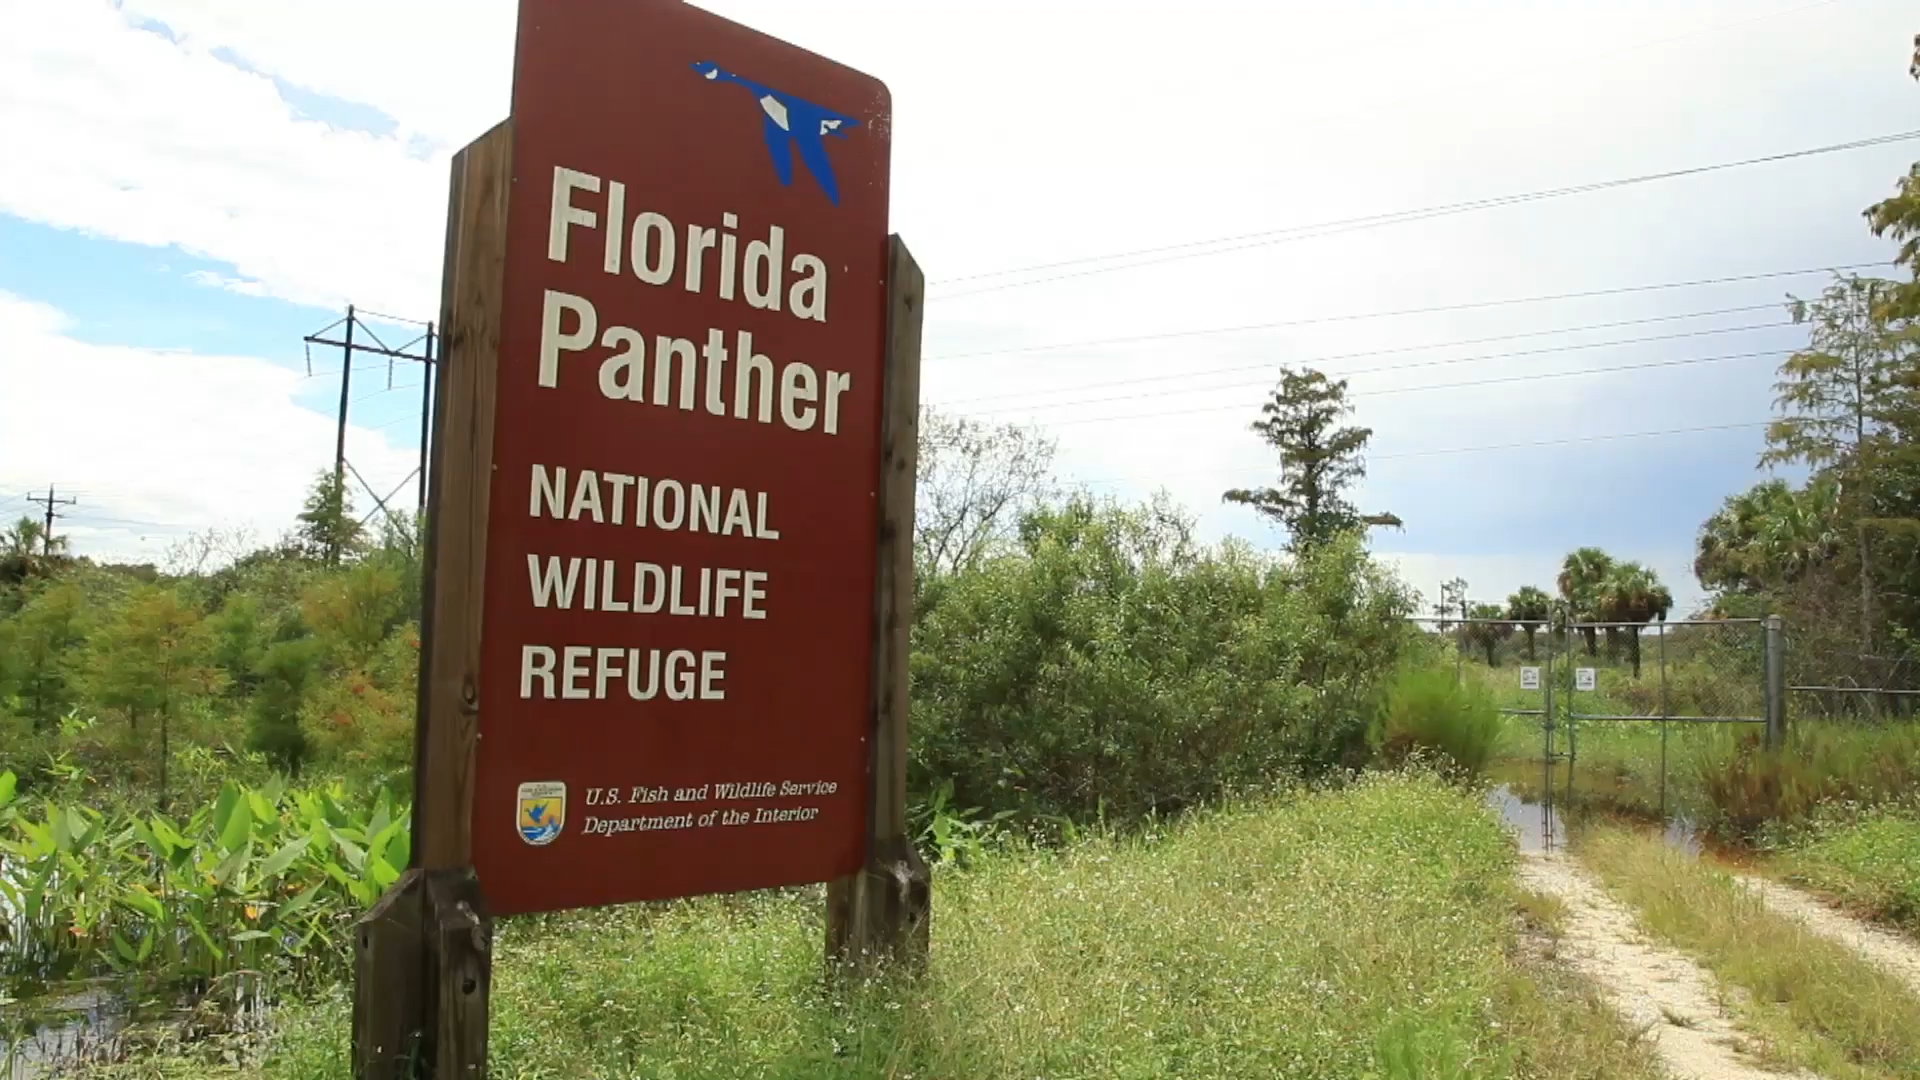 Florida
Panther
NATIONAL
WILDLIFE
REFUGE
U.S. Fish and Wildlife Service
Department of the Interior